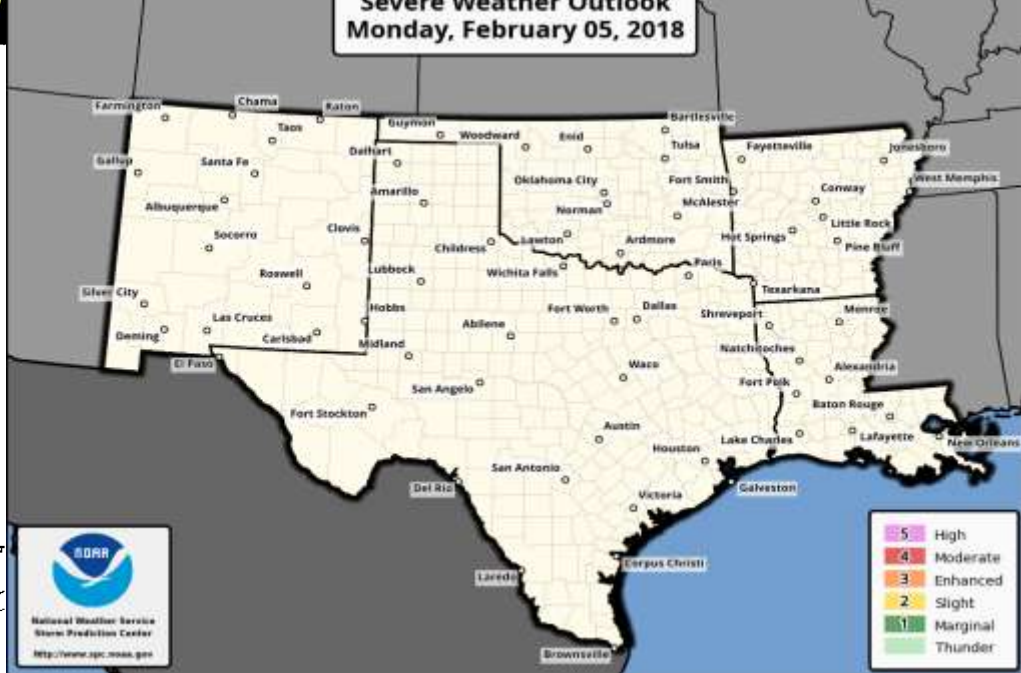 Severe Weather Outlook
Monday, February 05, 2018
Farmington
Chama
Raton
Taos
Guymon
Woodward
Enid
Bartlesville
Tulsa
Fayetteville
Jonesboro
Gallup
Santa Fe
Dalhart
Amarillo
Oklahoma City
Fort Smith
Conway
West Memphis
Albuquerque
Norman
McAlester
Little Rock
Socorro
Clovis
Childress
Lawton
Ardmore
Hot Springs
Pine Bluff
Roswell
Lubbock
Wichita Falls
Paris
Texarkana
Silver City
Hobbs
Fort Worth
Dallas
Shreveport
Monroe
Deming
Las Cruces
Carlsbad
Midland
Abilene
Natchitoches
El Paso
San Angelo
Waco
Fort Polk
Alexandria
Fort Stockton
Baton Rouge
Austin
Houston
Lake Charles
Lafayette
New Orleans
San Antonio
Del Rio
Victoria
Galveston
Laredo
Corpus Christi
Brownsville
NOAA
National Weather Service
Storm Prediction Center
http://www.spc.noaa.gov
5 High
4 Moderate
3 Enhanced
2 Slight
1 Marginal
Thunder